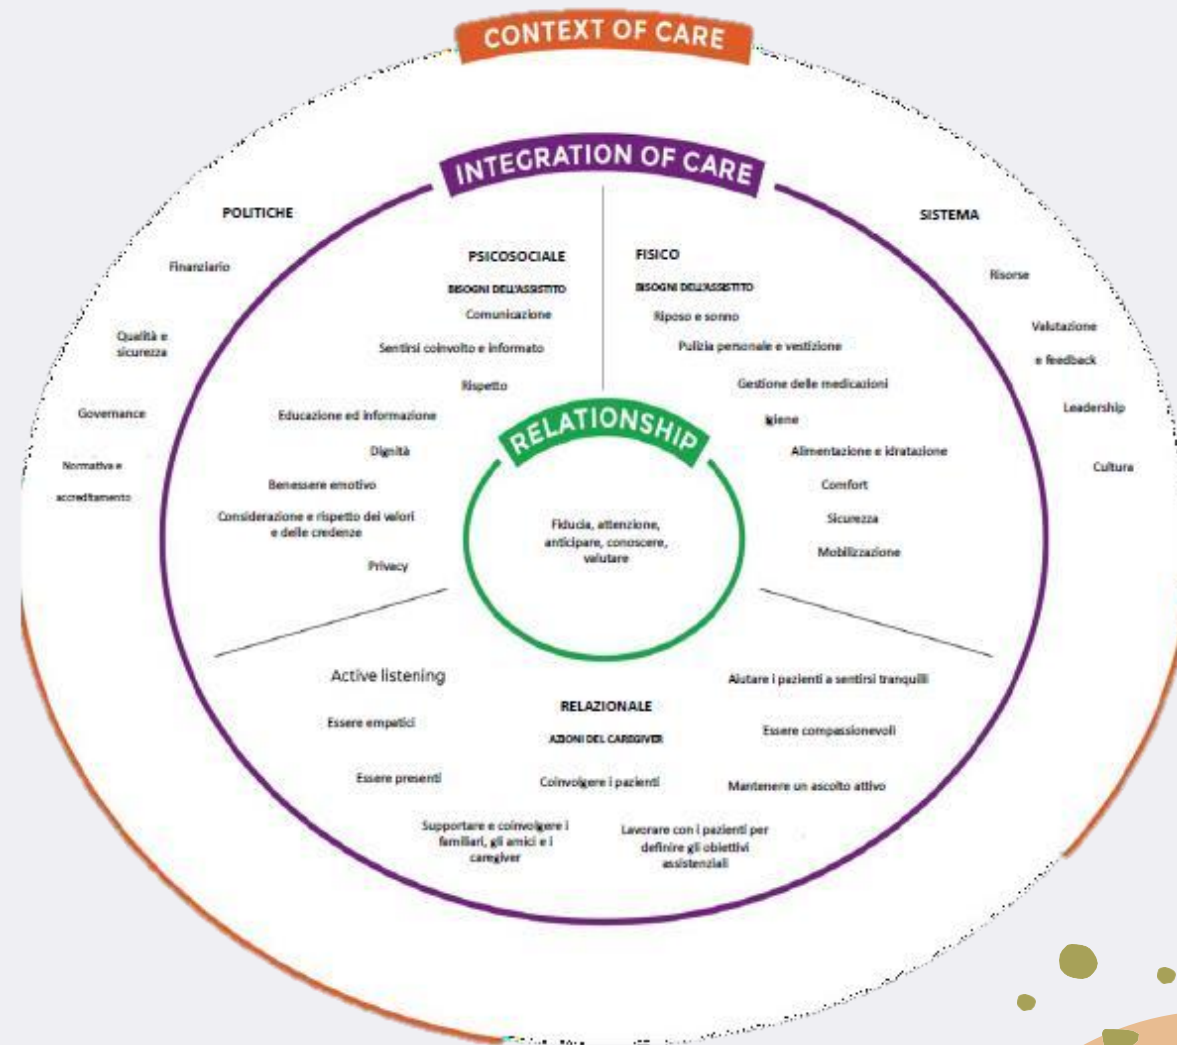 CONTEXT OF CARE
INTEGRATION OF CARE
POLITICHE
Finanziario
Qualità e
sicurezza
Governance
Normativa e
accreditamento
PSICOSOCIALE
BISOGNI DELL'ASSISTITO
Comunicazione
Sentirsi coinvolto e informato
Rispetto
Educazione ed informazione
Dignità
Benessere emotivo
Considerazione e rispetto dei valori
e delle credenze
Privacy
FISICO
BISOGNI DELL'ASSISTITO
Riposo e sonno
Pulizia personale e vestizione
Gestione delle medicazioni
Igiene
Alimentazione e idratazione
Comfort
Sicurezza
Mobilizzazione
SISTEMA
Risorse
Valutazione
e feedback
Leadership
Cultura
RELATIONSHIP
Fiducia, attenzione,
anticipare, conoscere,
valutare
RELAZIONALE
AZIONI DEL CAREGIVER
Active listening
Essere empatici
Essere presenti
Coinvolgere i pazienti
Supportare e coinvolgere i
familiari, gli amici e i
caregiver
Aiutare i pazienti a sentirsi tranquilli
Essere compassionevoli
Mantenere un ascolto attivo
Lavorare con i pazienti per
definire gli obiettivi
assistenziali